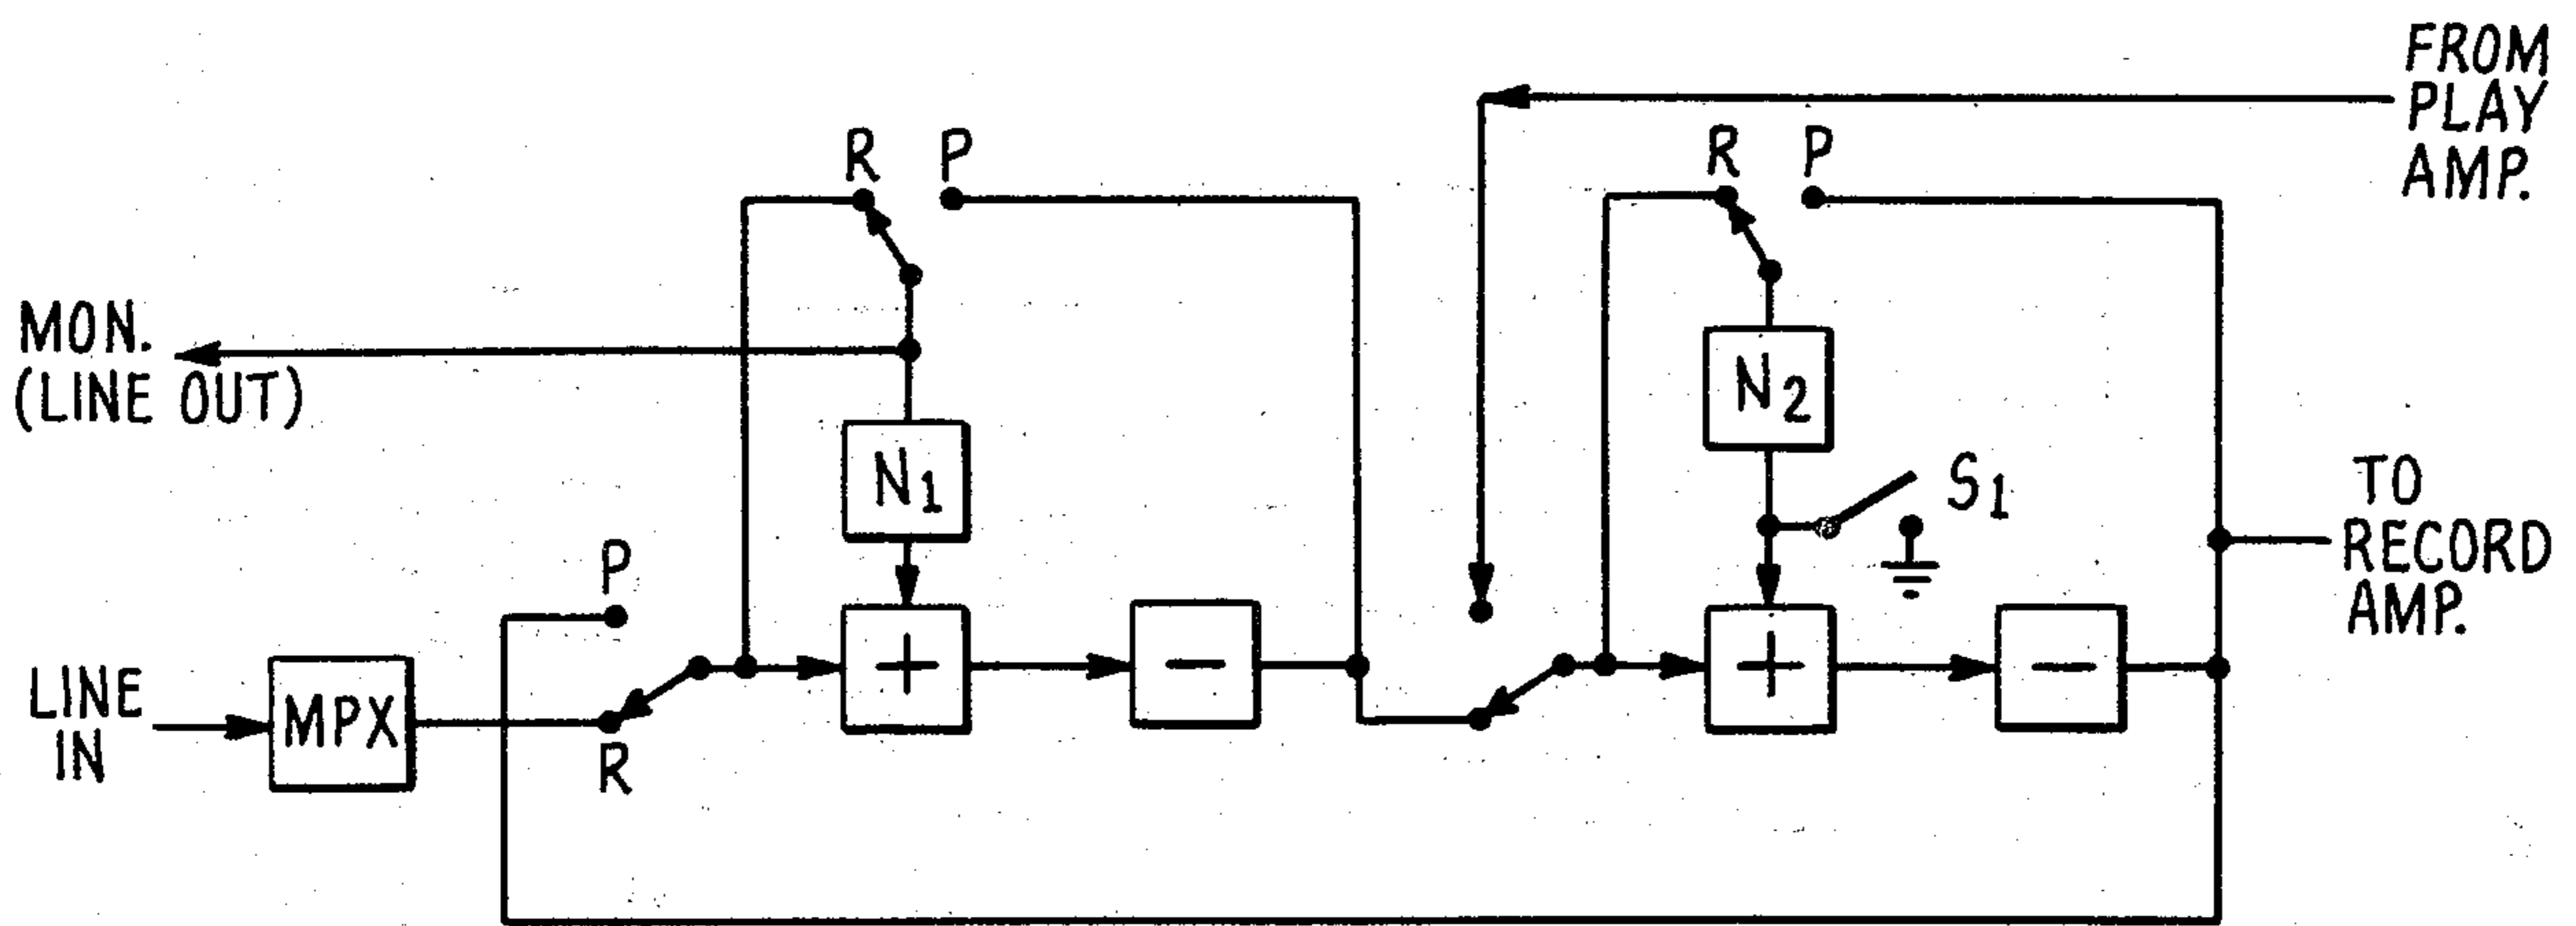 FROM
PLAY
AMP.
R P
R P
MON.
(LINE OUT)
N2
N1
S1
TO
RECORD
AMP.
P
+
−
+
−
LINE
IN
MPX
R